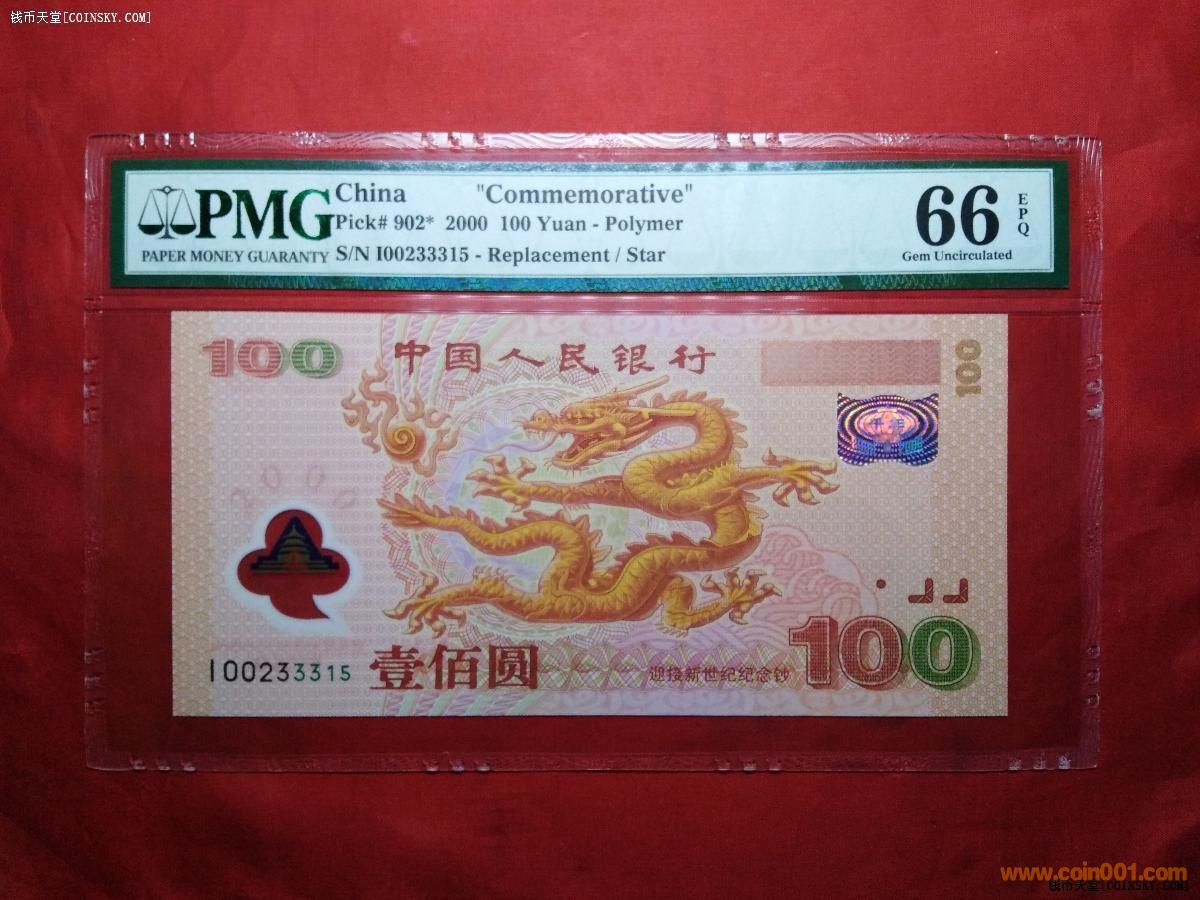 钱币天堂[COINSKY.COM]
PMG
PAPER MONEY GUARANTY
China "Commemorative"
Pick# 902* 2000 100 Yuan - Polymer
S/N I00233315 - Replacement / Star
66 EPQ
Gem Uncirculated
100
中国人民银行
100
2000
I00233315
壹佰圆
迎接新世纪纪念钞
100
www.coin001.com
钱币天堂[COINSKY.COM]